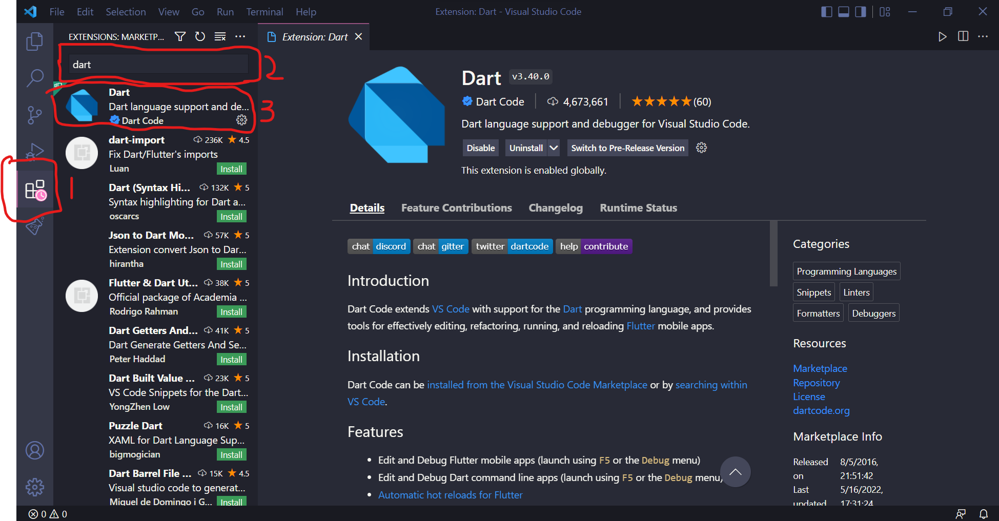 File Edit Selection View Go Run Terminal Help
Extension: Dart - Visual Studio Code
EXTENSIONS: MARKETP...
Extension: Dart
dart
2
Dart
Dart language support and de...
Dart Code
3
dart-import 236K 4.5
Fix Dart/Flutter's imports
Luan Install
1
Dart (Syntax Hi... 132K 5
Syntax highlighting for Dart a...
oscarcs Install
Json to Dart Mo... 57K 5
Extension convert Json to Dar...
hirantha Install
Flutter & Dart Ut... 38K 5
Official package of Academia ...
Rodrigo Rahman Install
Dart Getters And... 41K 5
Dart Generate Getters And Se...
Peter Haddad Install
Dart Built Value ... 23K 5
VS Code Snippets for the Dart...
YongZhen Low Install
Puzzle Dart 16K 5
XAML for Dart Language Sup...
bigmogician Install
Dart Barrel File ... 15K 4.5
Visual studio code to generat...
Miguel de Domingo i G... Install
Dart v3.40.0
Dart Code 4,673,661 (60)
Dart language support and debugger for Visual Studio Code.
Disable Uninstall Switch to Pre-Release Version
This extension is enabled globally.
Details Feature Contributions Changelog Runtime Status
chat discord chat gitter twitter dartcode help contribute
Introduction
Dart Code extends VS Code with support for the Dart programming language, and provides
tools for effectively editing, refactoring, running, and reloading Flutter mobile apps.
Installation
Dart Code can be installed from the Visual Studio Code Marketplace or by searching within
VS Code.
Features
• Edit and Debug Flutter mobile apps (launch using F5 or the Debug menu)
• Edit and Debug Dart command line apps (launch using F5 or the Debug menu)
• Automatic hot reloads for Flutter
Categories
Programming Languages
Snippets Linters
Formatters Debuggers
Resources
Marketplace
Repository
License
dartcode.org
Marketplace Info
Released 8/5/2016,
on 21:51:42
Last 5/16/2022,
updated 17:31:24
0 0